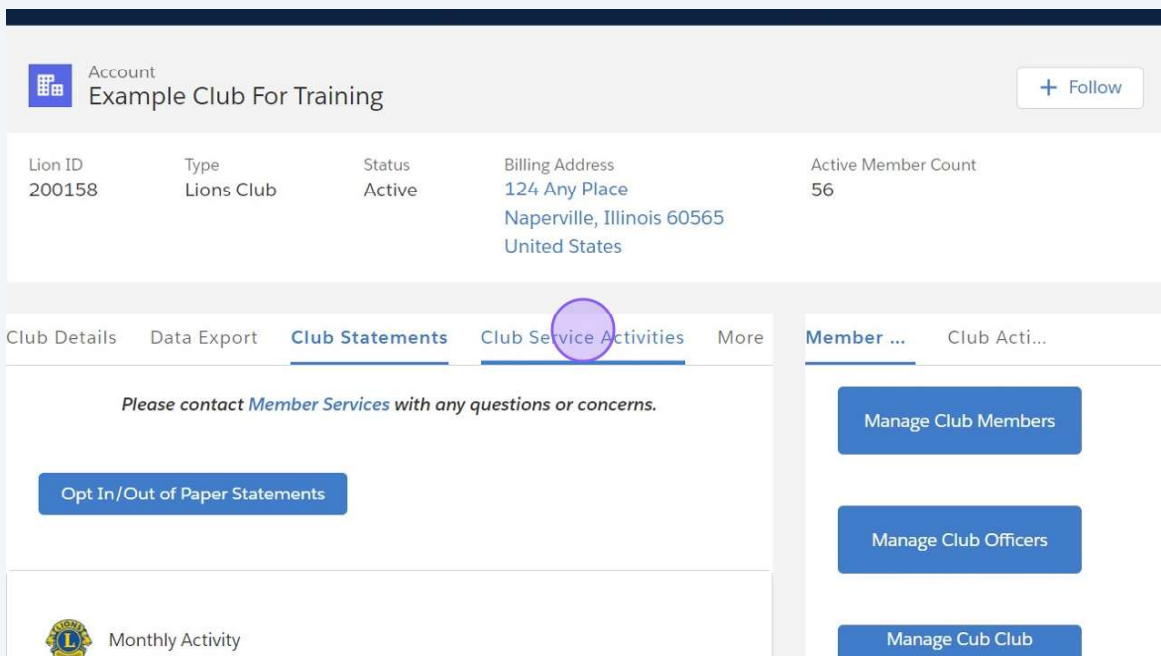 Account
Example Club For Training
+ Follow
Lion ID
200158
Type
Lions Club
Status
Active
Billing Address
124 Any Place
Naperville, Illinois 60565
United States
Active Member Count
56
Club Details
Data Export
Club Statements
Club Service Activities
More
Please contact Member Services with any questions or concerns.
Opt In/Out of Paper Statements
LIONS
L
Monthly Activity
Member ...
Club Acti...
Manage Club Members
Manage Club Officers
Manage Cub Club